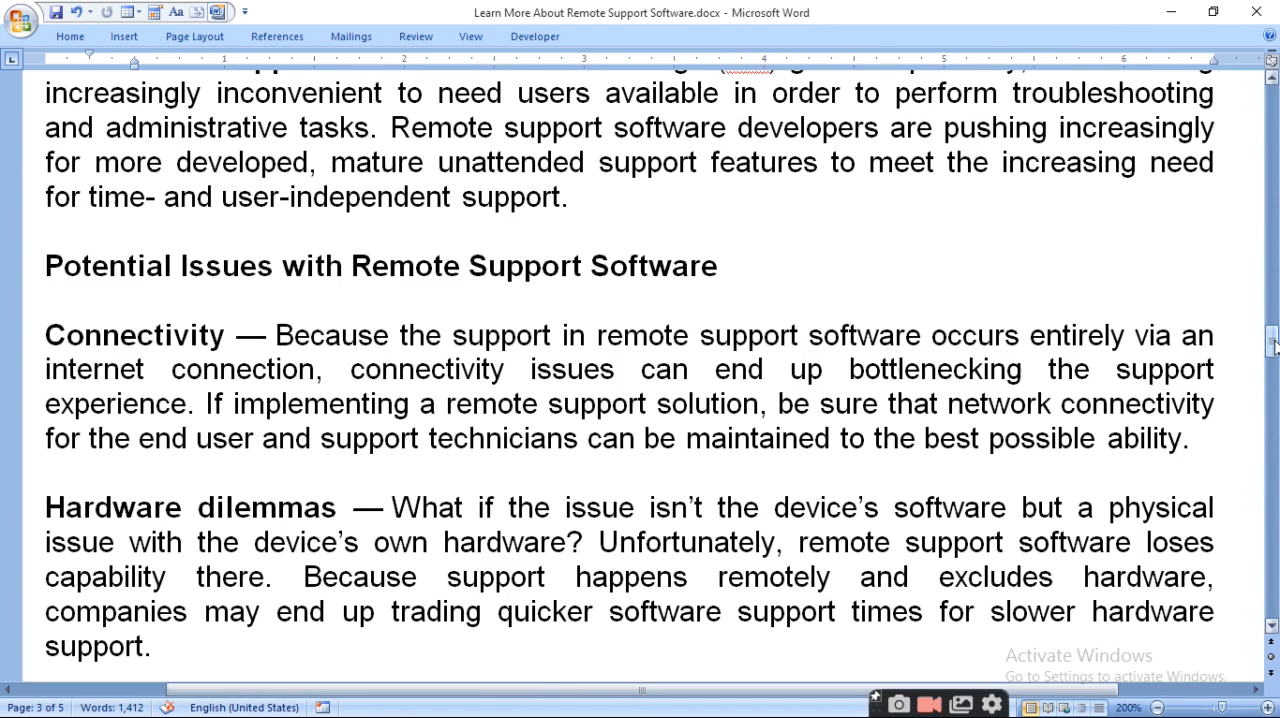 Learn More About Remote Support Software.docx - Microsoft Word
Home Insert Page Layout References Mailings Review View Developer
1 2 3 4 5 6
increasingly inconvenient to need users available in order to perform troubleshooting
and administrative tasks. Remote support software developers are pushing increasingly
for more developed, mature unattended support features to meet the increasing need
for time- and user-independent support.
Potential Issues with Remote Support Software
Connectivity — Because the support in remote support software occurs entirely via an
internet connection, connectivity issues can end up bottlenecking the support
experience. If implementing a remote support solution, be sure that network connectivity
for the end user and support technicians can be maintained to the best possible ability.
Hardware dilemmas — What if the issue isn’t the device’s software but a physical
issue with the device’s own hardware? Unfortunately, remote support software loses
capability there. Because support happens remotely and excludes hardware,
companies may end up trading quicker software support times for slower hardware
support.
Activate Windows
Go to Settings to activate Windows.
Page: 3 of 5 Words: 1,412 English (United States) 200%